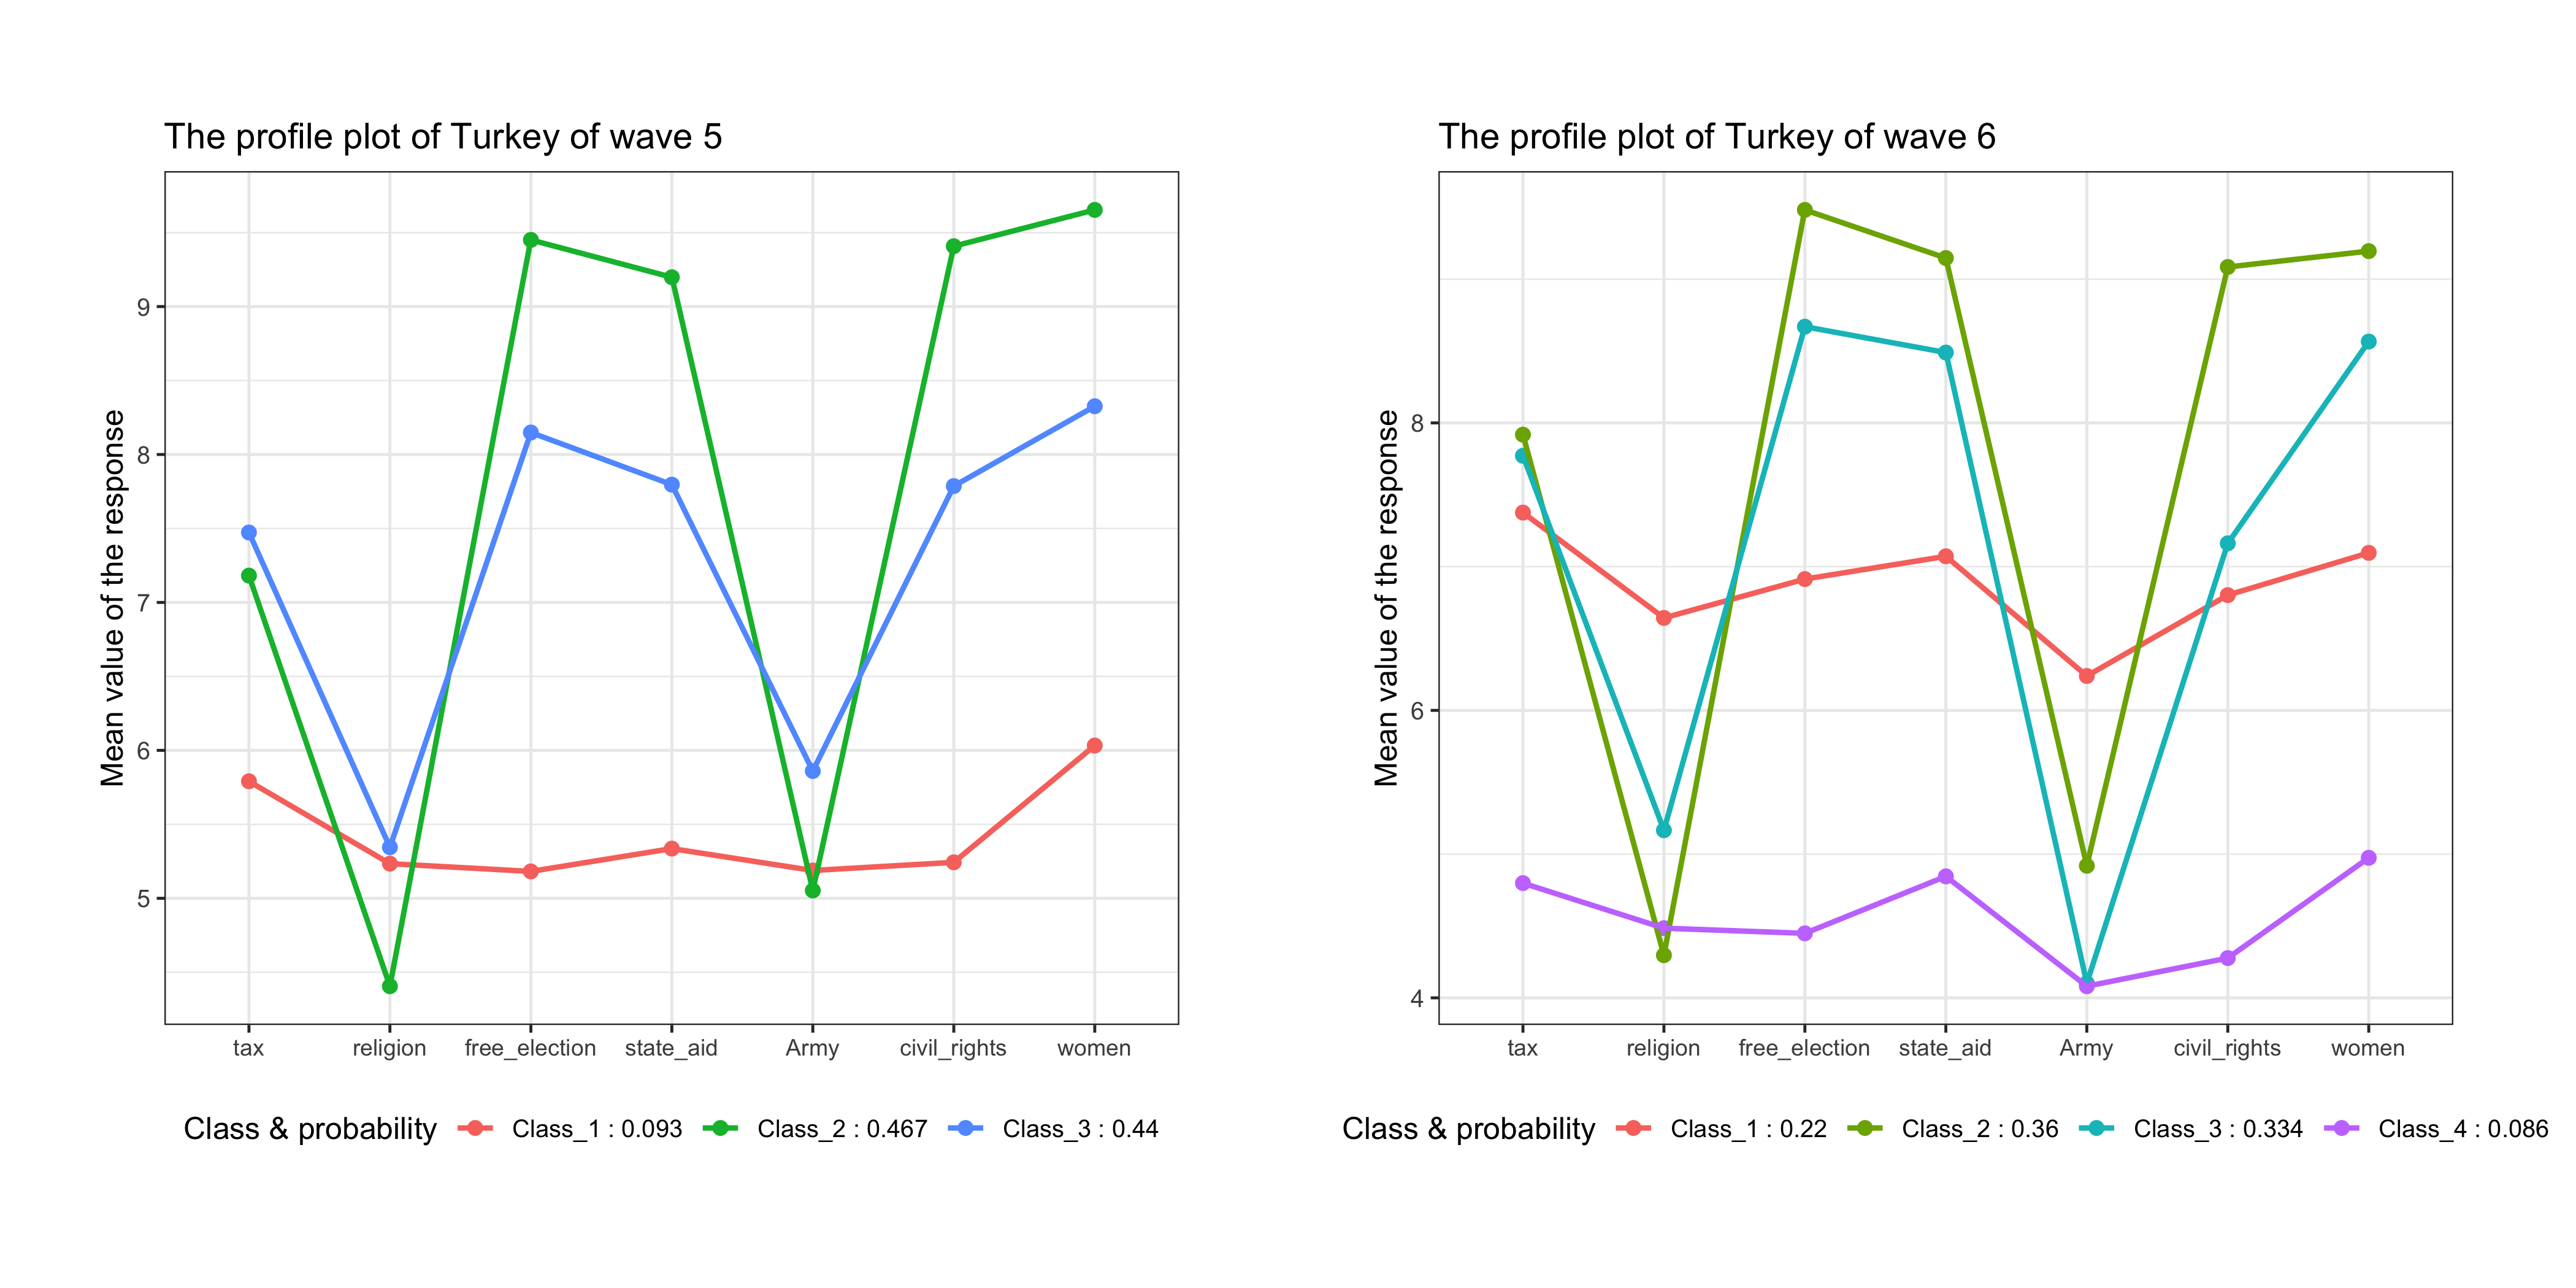 The profile plot of Turkey of wave 5
Mean value of the response
9
8
7
6
5
tax religion free_election state_aid Army civil_rights women
Class & probability Class_1 : 0.093 Class_2 : 0.467 Class_3 : 0.44
The profile plot of Turkey of wave 6
Mean value of the response
8
6
4
tax religion free_election state_aid Army civil_rights women
Class & probability Class_1 : 0.22 Class_2 : 0.36 Class_3 : 0.334 Class_4 : 0.086